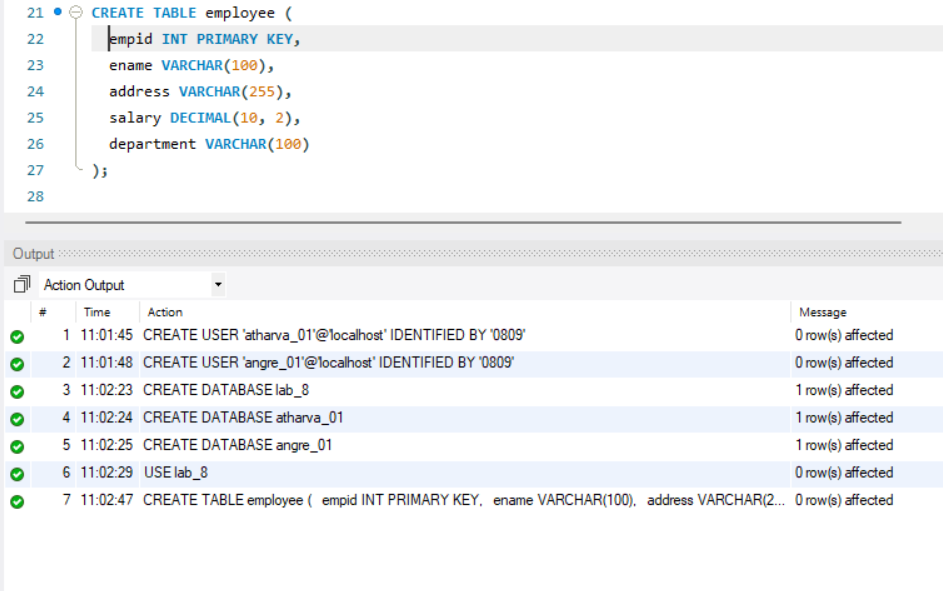 21 CREATE TABLE employee (
22 empid INT PRIMARY KEY,
23 ename VARCHAR(100),
24 address VARCHAR(255),
25 salary DECIMAL(10, 2),
26 department VARCHAR(100)
27 );
28
Output
Action Output
# Time Action Message
1 11:01:45 CREATE USER 'atharva_01'@'localhost' IDENTIFIED BY '0809' 0 row(s) affected
2 11:01:48 CREATE USER 'angre_01'@'localhost' IDENTIFIED BY '0809' 0 row(s) affected
3 11:02:23 CREATE DATABASE lab_8 1 row(s) affected
4 11:02:24 CREATE DATABASE atharva_01 1 row(s) affected
5 11:02:25 CREATE DATABASE angre_01 1 row(s) affected
6 11:02:29 USE lab_8 0 row(s) affected
7 11:02:47 CREATE TABLE employee ( empid INT PRIMARY KEY, ename VARCHAR(100), address VARCHAR(2... 0 row(s) affected